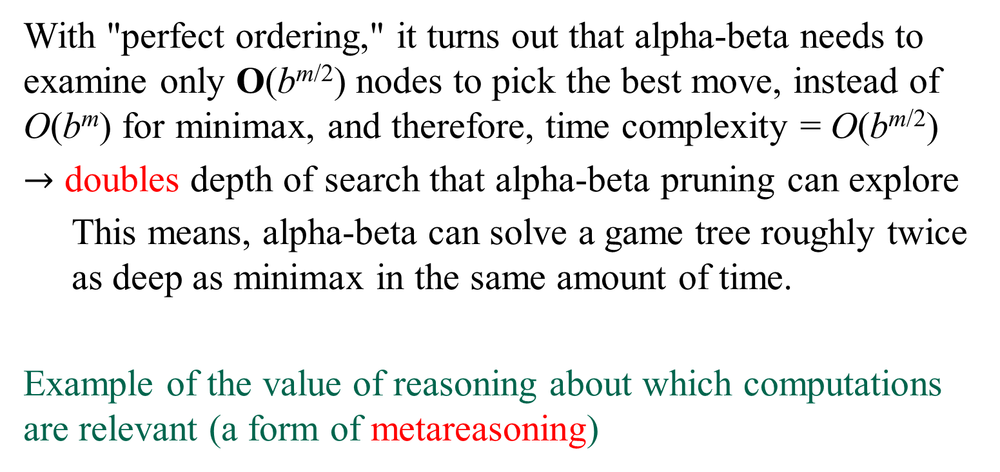 With "perfect ordering," it turns out that alpha-beta needs to
examine only O(b^{m/2}) nodes to pick the best move, instead of
O(b^m) for minimax, and therefore, time complexity = O(b^{m/2})
→ doubles depth of search that alpha-beta pruning can explore
This means, alpha-beta can solve a game tree roughly twice
as deep as minimax in the same amount of time.
Example of the value of reasoning about which computations
are relevant (a form of metareasoning)